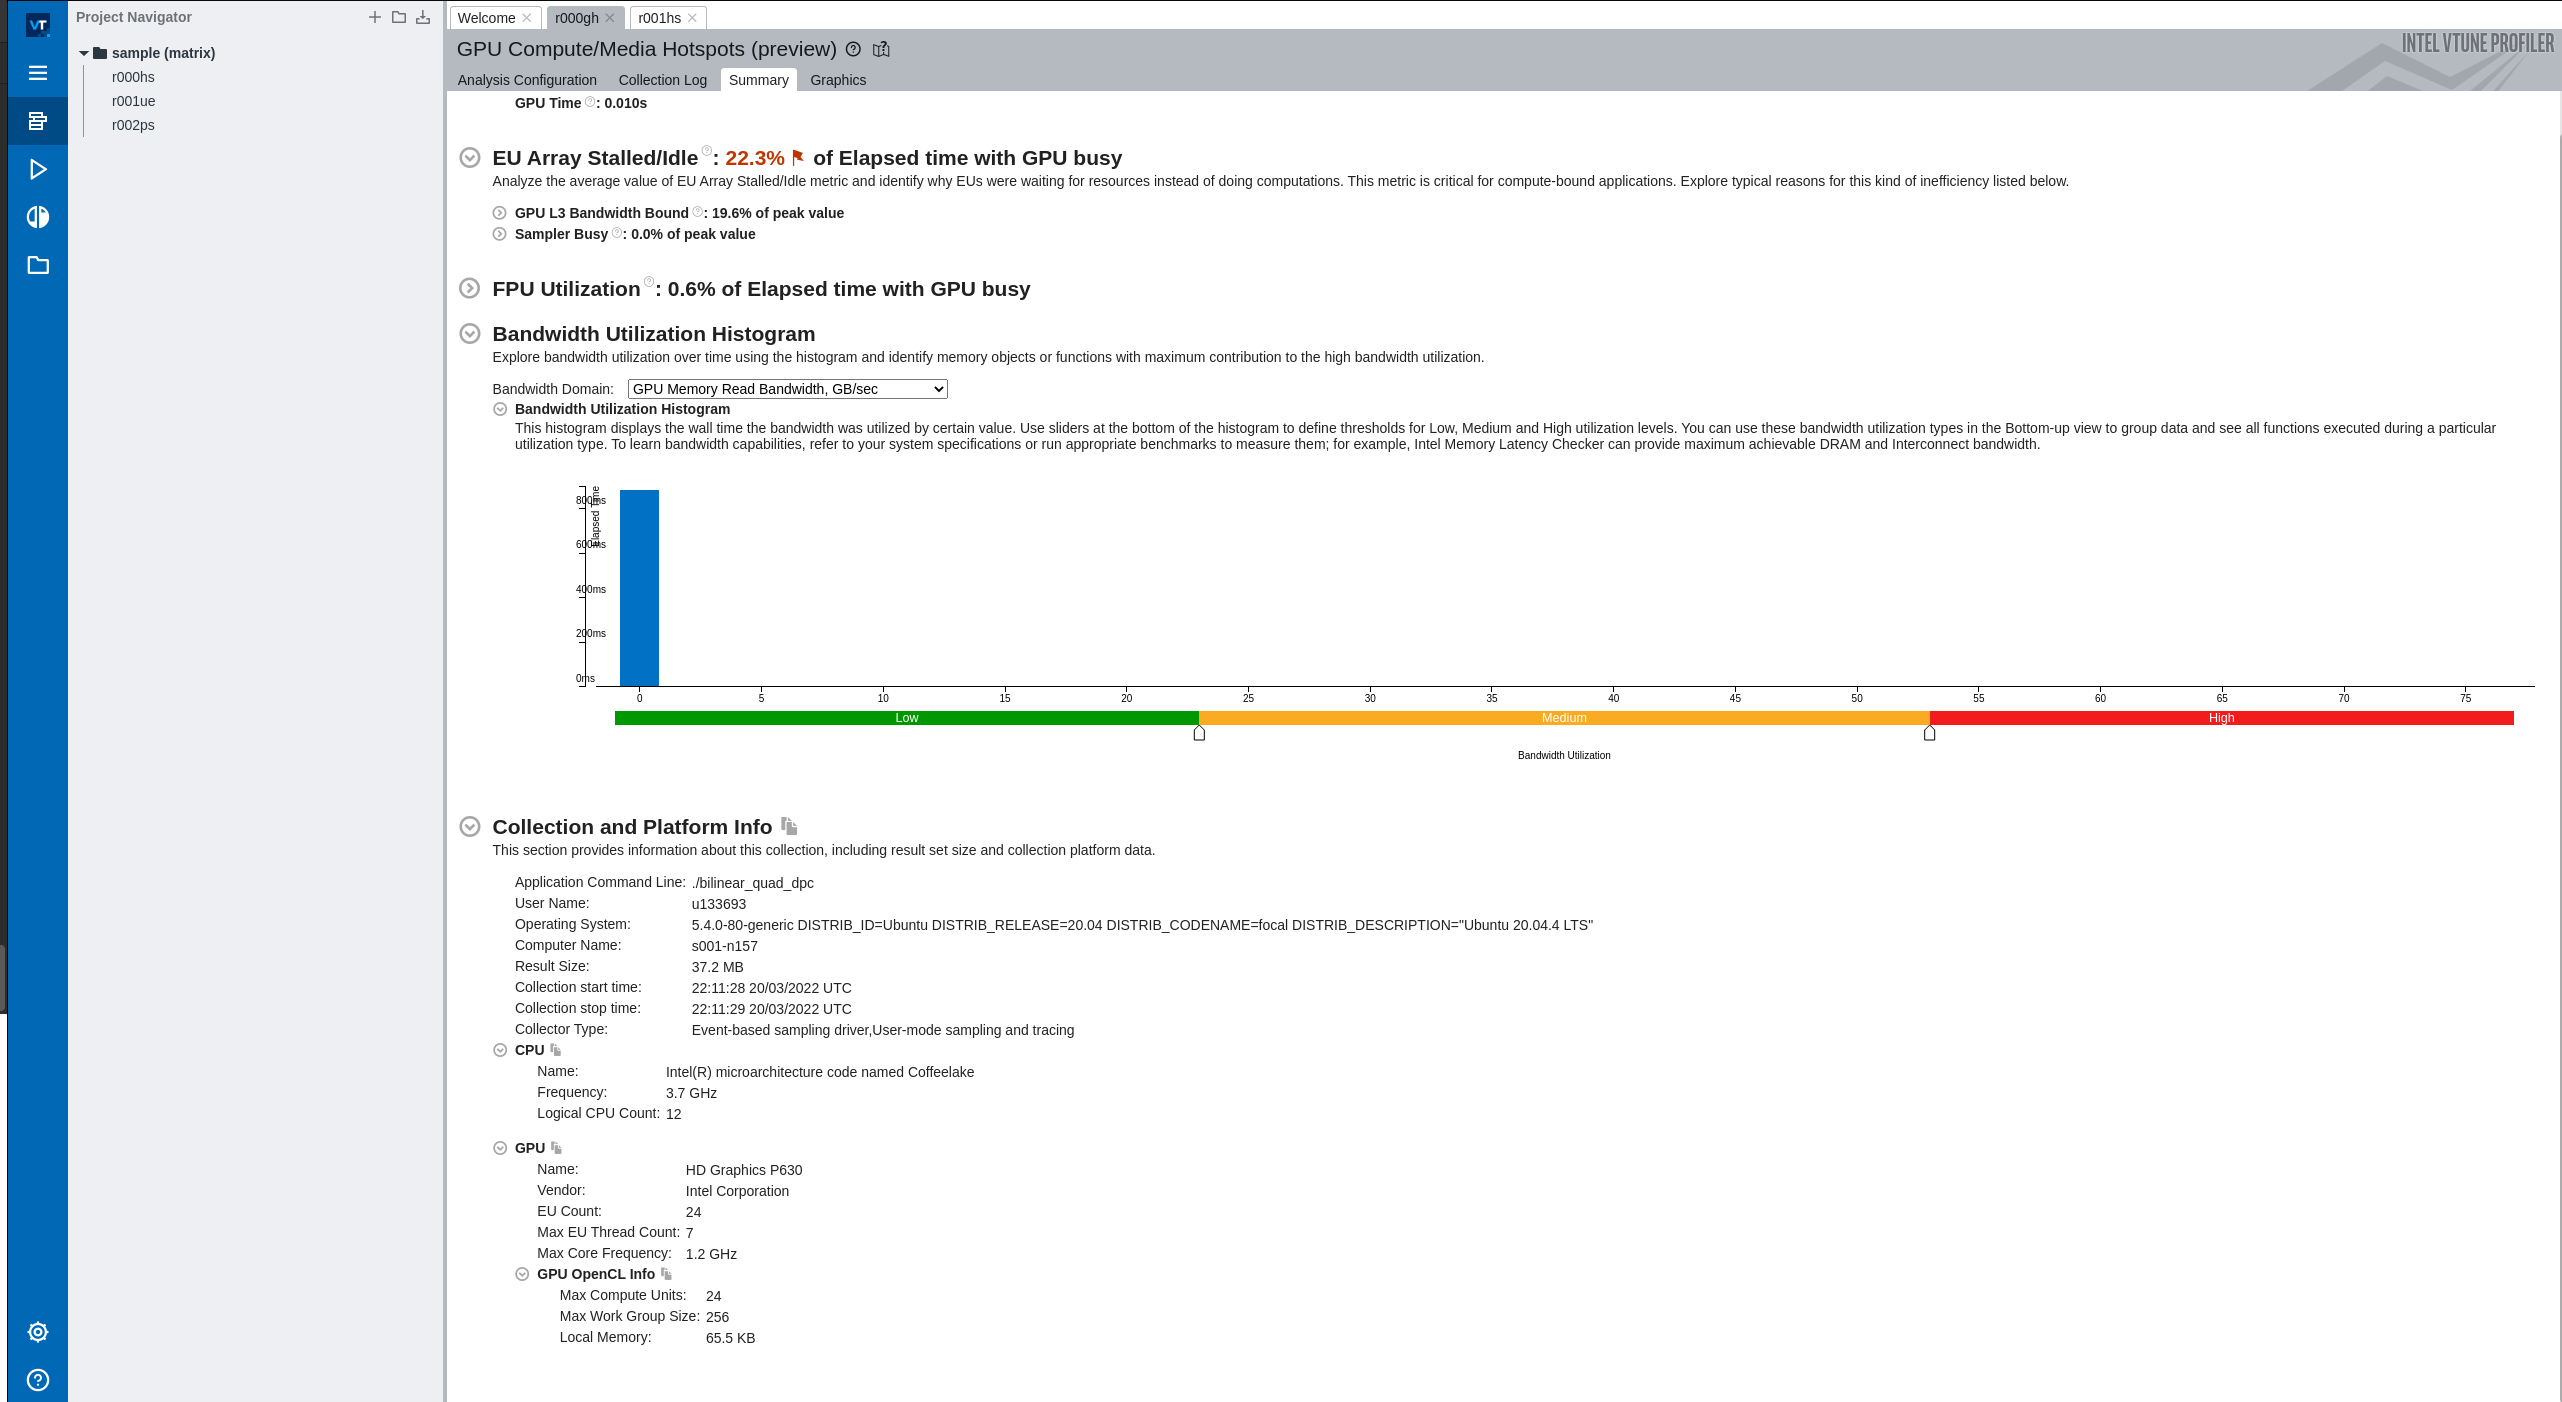 VT
Project Navigator
sample (matrix)
r000hs
r001ue
r002ps
Welcome
r000gh
r001hs
GPU Compute/Media Hotspots (preview)
INTEL VTUNE PROFILER
Analysis Configuration Collection Log Summary Graphics
GPU Time : 0.010s
EU Array Stalled/Idle : 22.3% of Elapsed time with GPU busy
Analyze the average value of EU Array Stalled/Idle metric and identify why EUs were waiting for resources instead of doing computations. This metric is critical for compute-bound applications. Explore typical reasons for this kind of inefficiency listed below.
GPU L3 Bandwidth Bound : 19.6% of peak value
Sampler Busy : 0.0% of peak value
FPU Utilization : 0.6% of Elapsed time with GPU busy
Bandwidth Utilization Histogram
Explore bandwidth utilization over time using the histogram and identify memory objects or functions with maximum contribution to the high bandwidth utilization.
Bandwidth Domain: GPU Memory Read Bandwidth, GB/sec
Bandwidth Utilization Histogram
This histogram displays the wall time the bandwidth was utilized by certain value. Use sliders at the bottom of the histogram to define thresholds for Low, Medium and High utilization levels. You can use these bandwidth utilization types in the Bottom-up view to group data and see all functions executed during a particular
utilization type. To learn bandwidth capabilities, refer to your system specifications or run appropriate benchmarks to measure them; for example, Intel Memory Latency Checker can provide maximum achievable DRAM and Interconnect bandwidth.
Elapsed Time
800ms
600ms
400ms
200ms
0ms
0 5 10 15 20 25 30 35 40 45 50 55 60 65 70 75
Low Medium High
Bandwidth Utilization
Collection and Platform Info
This section provides information about this collection, including result set size and collection platform data.
Application Command Line: ./bilinear_quad_dpc
User Name: u133693
Operating System: 5.4.0-80-generic DISTRIB_ID=Ubuntu DISTRIB_RELEASE=20.04 DISTRIB_CODENAME=focal DISTRIB_DESCRIPTION="Ubuntu 20.04.4 LTS"
Computer Name: s001-n157
Result Size: 37.2 MB
Collection start time: 22:11:28 20/03/2022 UTC
Collection stop time: 22:11:29 20/03/2022 UTC
Collector Type: Event-based sampling driver,User-mode sampling and tracing
CPU
Name: Intel(R) microarchitecture code named Coffeelake
Frequency: 3.7 GHz
Logical CPU Count: 12
GPU
Name: HD Graphics P630
Vendor: Intel Corporation
EU Count: 24
Max EU Thread Count: 7
Max Core Frequency: 1.2 GHz
GPU OpenCL Info
Max Compute Units: 24
Max Work Group Size: 256
Local Memory: 65.5 KB